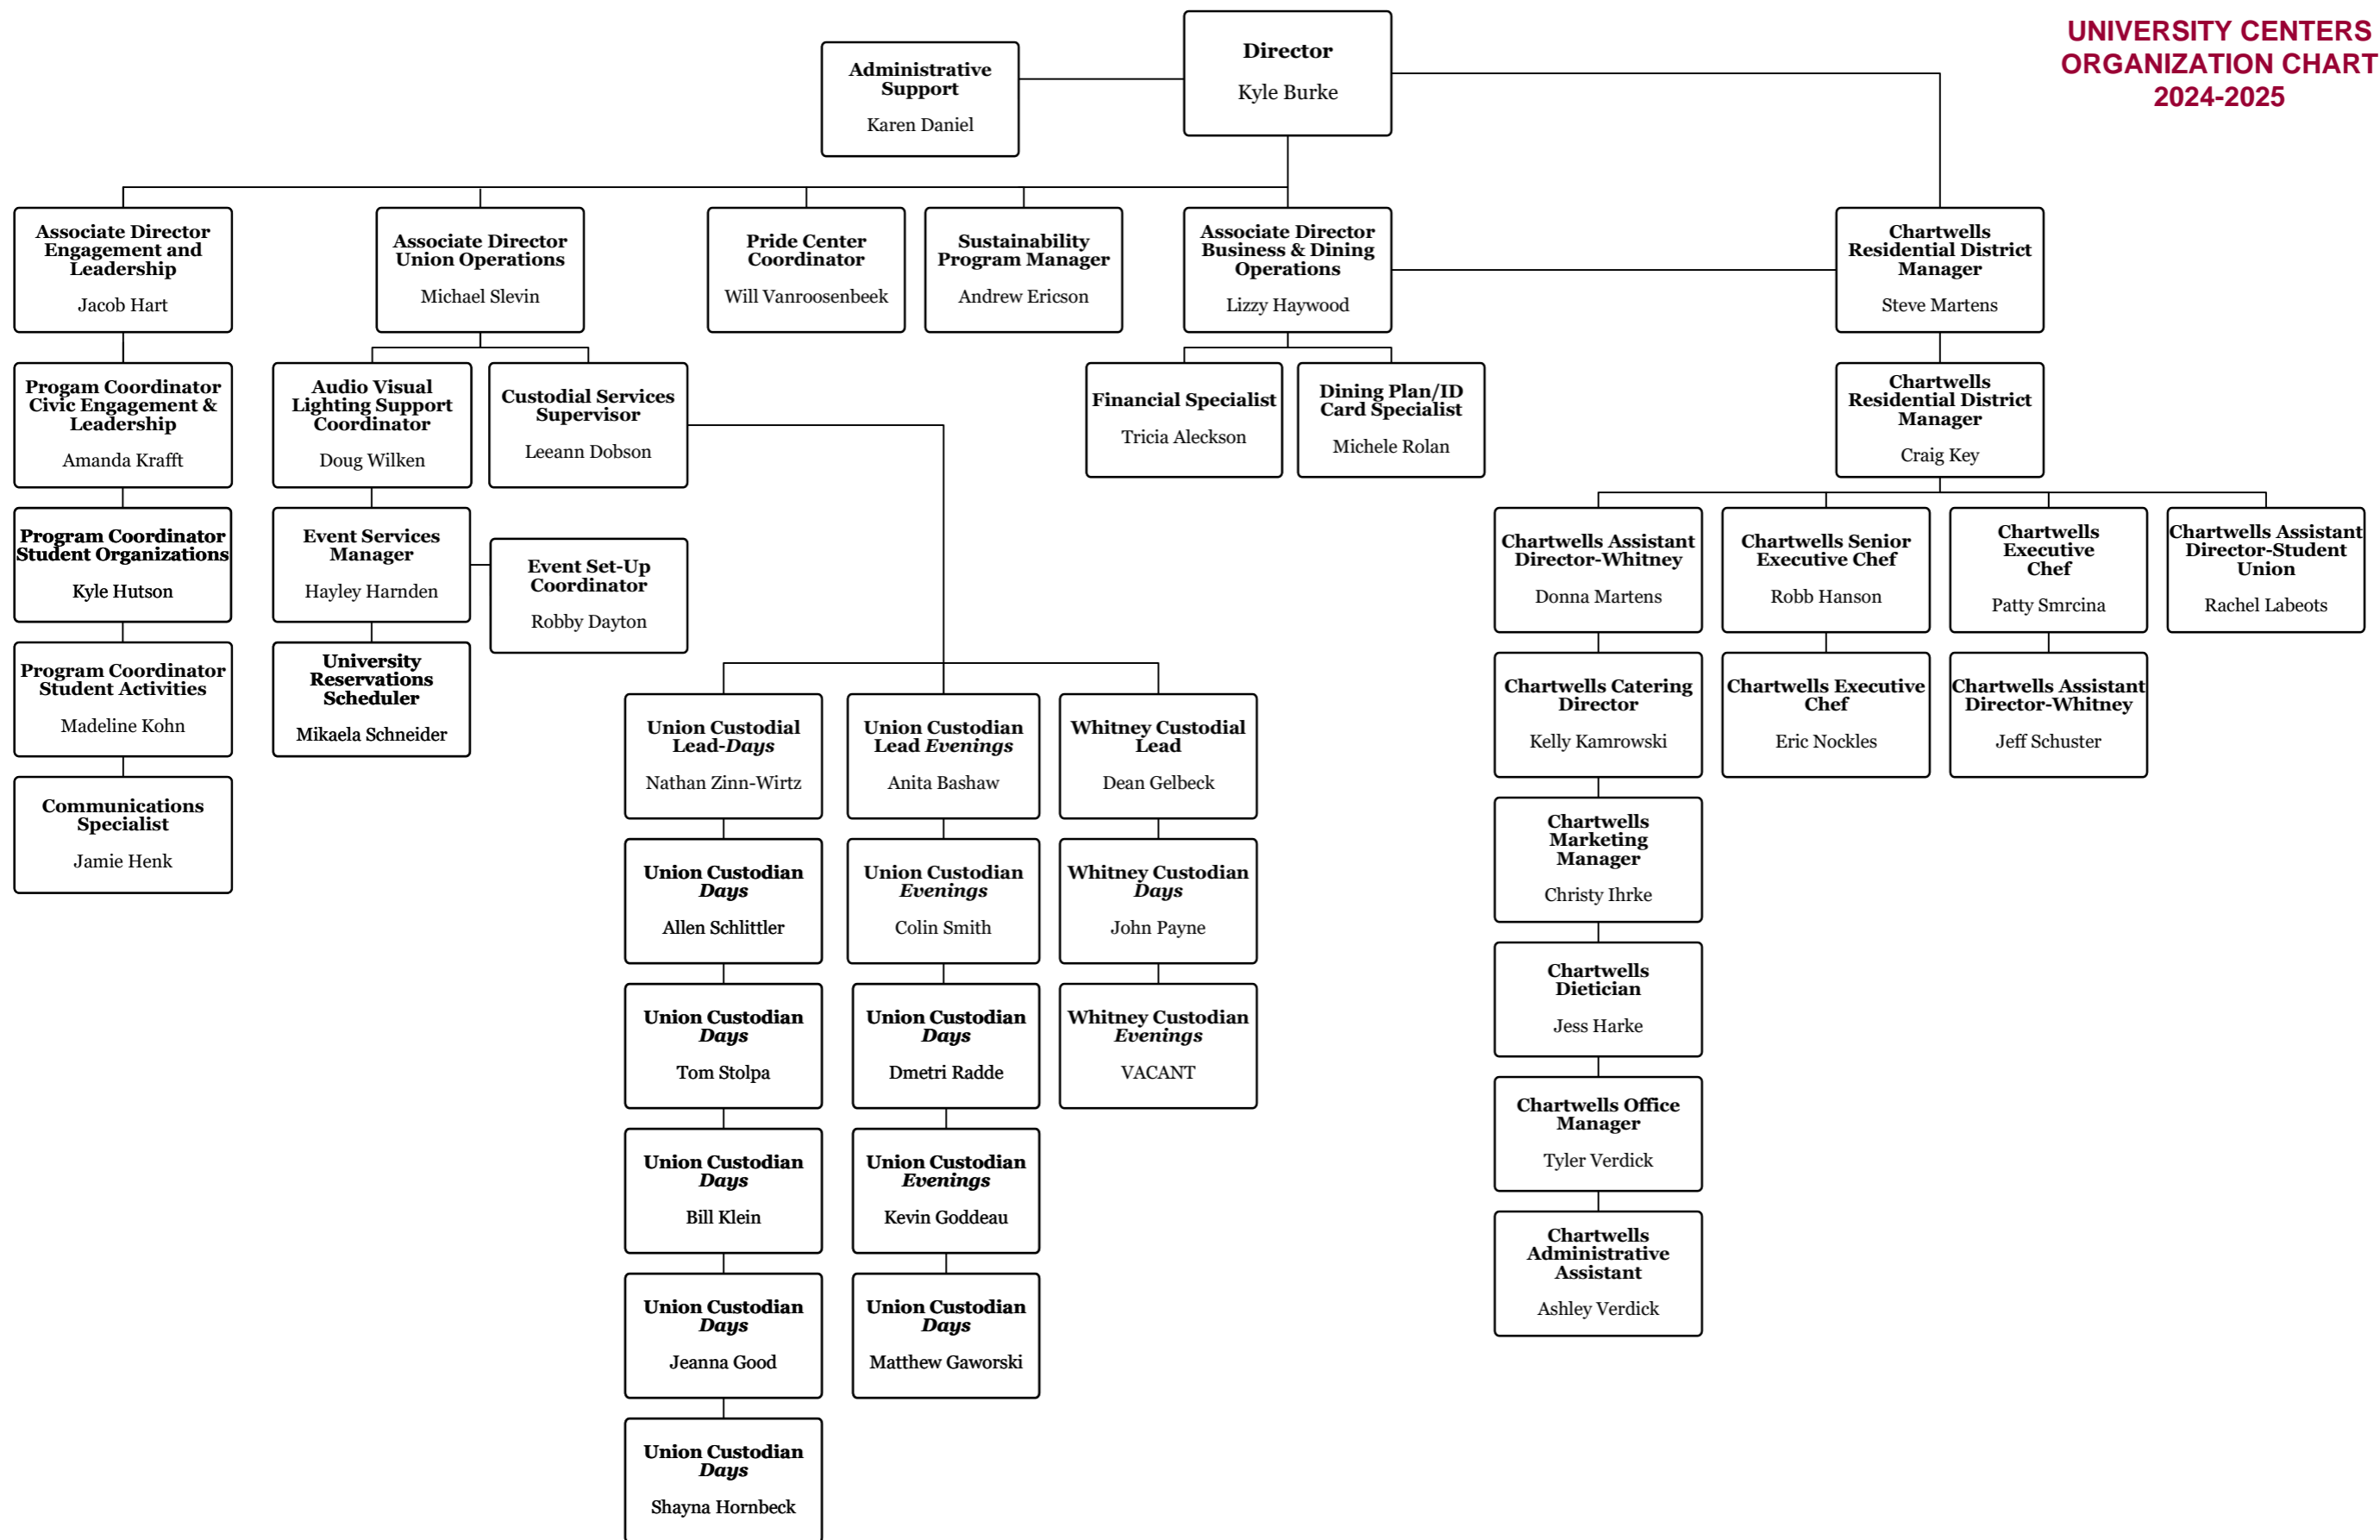 UNIVERSITY CENTERS
ORGANIZATION CHART
2024-2025
Director
Kyle Burke
Administrative
Support
Karen Daniel
Associate Director
Engagement and
Leadership
Jacob Hart
Associate Director
Union Operations
Michael Slevin
Pride Center
Coordinator
Will Vanroosenbeek
Sustainability
Program Manager
Andrew Ericson
Associate Director
Business & Dining
Operations
Lizzy Haywood
Chartwells
Residential District
Manager
Steve Martens
Progam Coordinator
Civic Engagement &
Leadership
Amanda Krafft
Audio Visual
Lighting Support
Coordinator
Doug Wilken
Custodial Services
Supervisor
Leeann Dobson
Financial Specialist
Tricia Aleckson
Dining Plan/ID
Card Specialist
Michele Rolan
Chartwells
Residential District
Manager
Craig Key
Program Coordinator
Student Organizations
Kyle Hutson
Event Services
Manager
Hayley Harnden
Event Set-Up
Coordinator
Robby Dayton
Chartwells Assistant
Director-Whitney
Donna Martens
Chartwells Senior
Executive Chef
Robb Hanson
Chartwells
Executive
Chef
Patty Smrcina
Chartwells Assistant
Director-Student
Union
Rachel Labeots
Program Coordinator
Student Activities
Madeline Kohn
University
Reservations
Scheduler
Mikaela Schneider
Union Custodial
Lead-Days
Nathan Zinn-Wirtz
Union Custodian
Lead Evenings
Anita Bashaw
Whitney Custodial
Lead
Dean Gelbeck
Chartwells Catering
Director
Kelly Kamrowski
Chartwells Executive
Chef
Eric Nockles
Chartwells Assistant
Director-Whitney
Jeff Schuster
Communications
Specialist
Jamie Henk
Union Custodian
Days
Allen Schlittler
Union Custodian
Evenings
Colin Smith
Whitney Custodian
Days
John Payne
Chartwells
Marketing
Manager
Christy Ihrke
Union Custodian
Days
Tom Stolpa
Union Custodian
Days
Dmetri Radde
Whitney Custodian
Evenings
VACANT
Chartwells
Dietician
Jess Harke
Union Custodian
Days
Bill Klein
Union Custodian
Evenings
Kevin Goddeau
Chartwells Office
Manager
Tyler Verdick
Union Custodian
Days
Jeanna Good
Union Custodian
Days
Matthew Gaworski
Chartwells
Administrative
Assistant
Ashley Verdick
Union Custodian
Days
Shayna Hornbeck